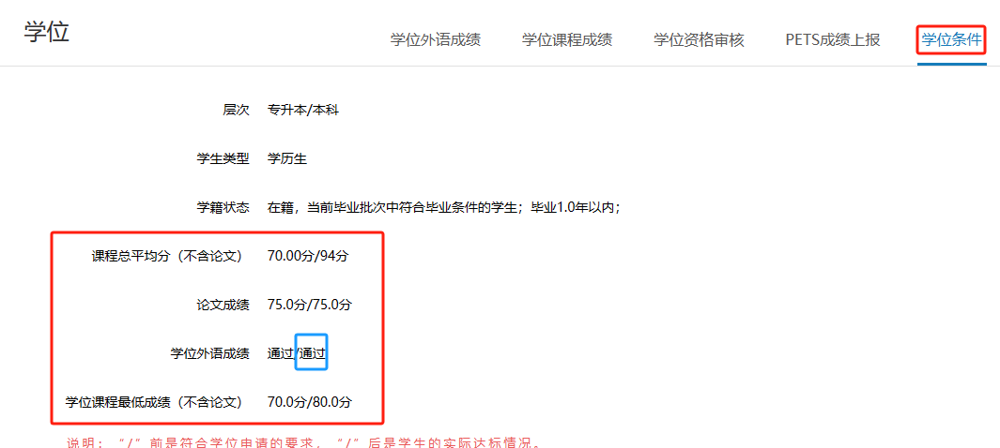 学位
学位外语成绩 学位课程成绩 学位资格审核 PETS成绩上报 学位条件
层次 专升本/本科
学生类型 学历生
学籍状态 在籍，当前毕业批次中符合毕业条件的学生；毕业1.0年以内；
课程总平均分（不含论文） 70.00分/94分
论文成绩 75.0分/75.0分
学位外语成绩 通过/通过
学位课程最低成绩（不含论文） 70.0分/80.0分
说明：“/”前是符合学位申请的要求，“/”后是学生的实际达标情况。